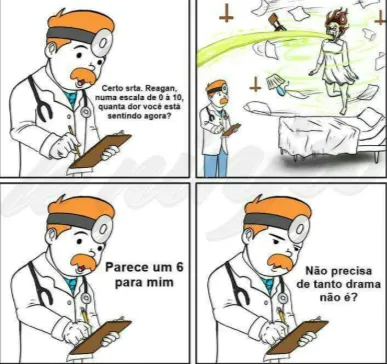 Certo srta. Reagan,
numa escala de 0 à 10,
quanta dor você está
sentindo agora?
Parece um 6
para mim
Não precisa
de tanto drama
não é?